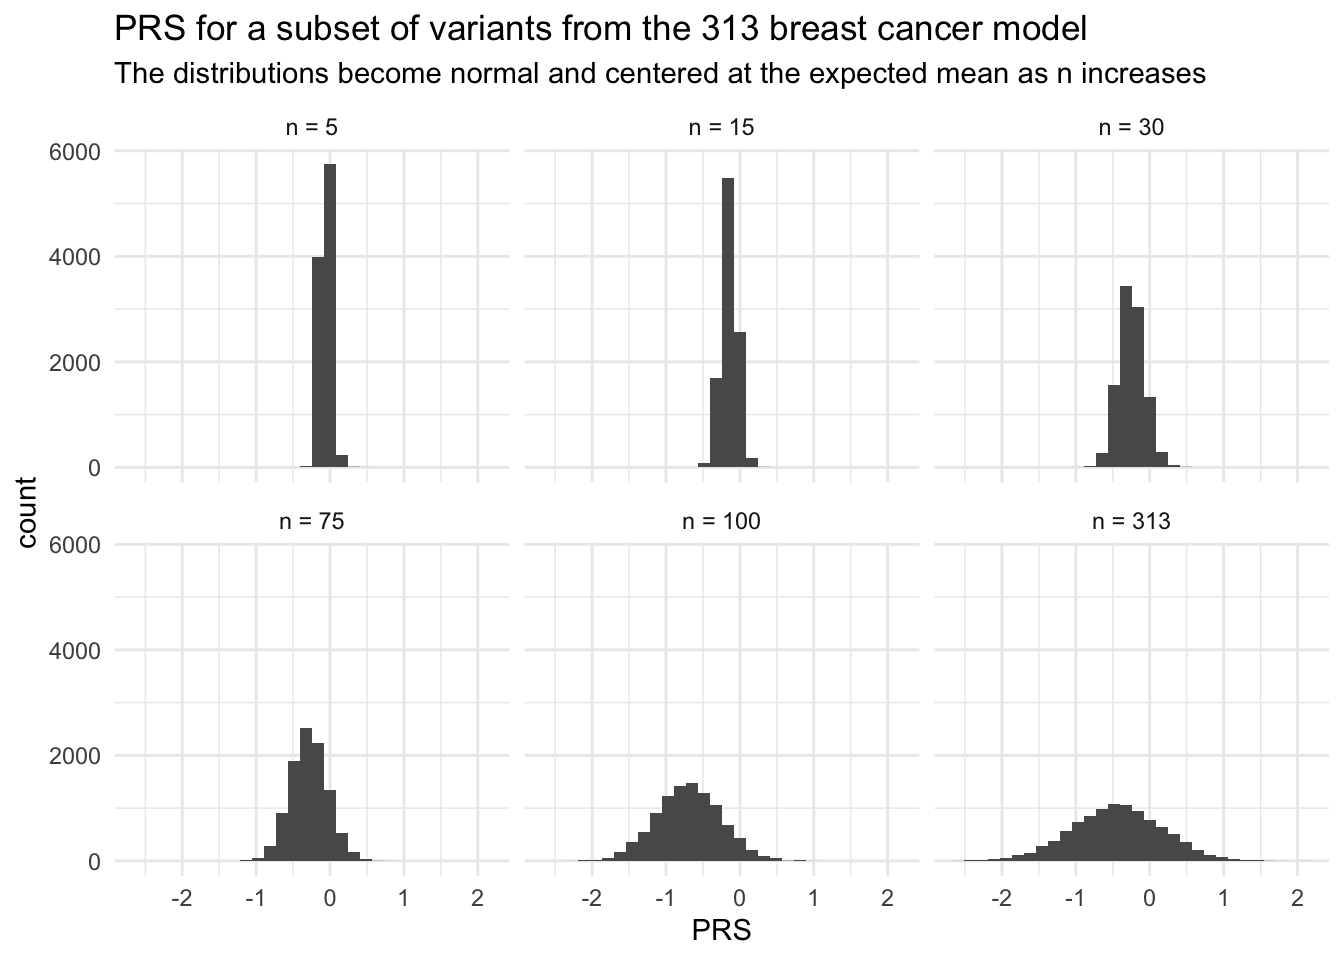 PRS for a subset of variants from the 313 breast cancer model
The distributions become normal and centered at the expected mean as n increases
n = 5 n = 15 n = 30
6000
4000
2000
0
n = 75 n = 100 n = 313
6000
4000
2000
0
count
-2 -1 0 1 2 -2 -1 0 1 2 -2 -1 0 1 2
PRS